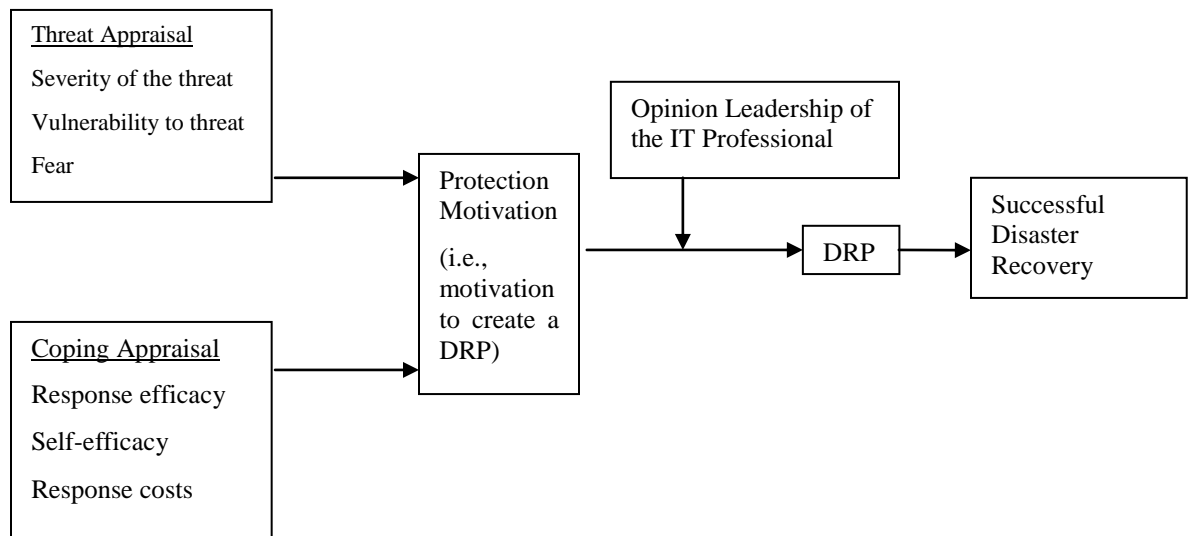 Threat Appraisal
Severity of the threat
Vulnerability to threat
Fear
Coping Appraisal
Response efficacy
Self-efficacy
Response costs
Protection
Motivation
(i.e.,
motivation
to create a
DRP)
Opinion Leadership of
the IT Professional
DRP
Successful
Disaster
Recovery